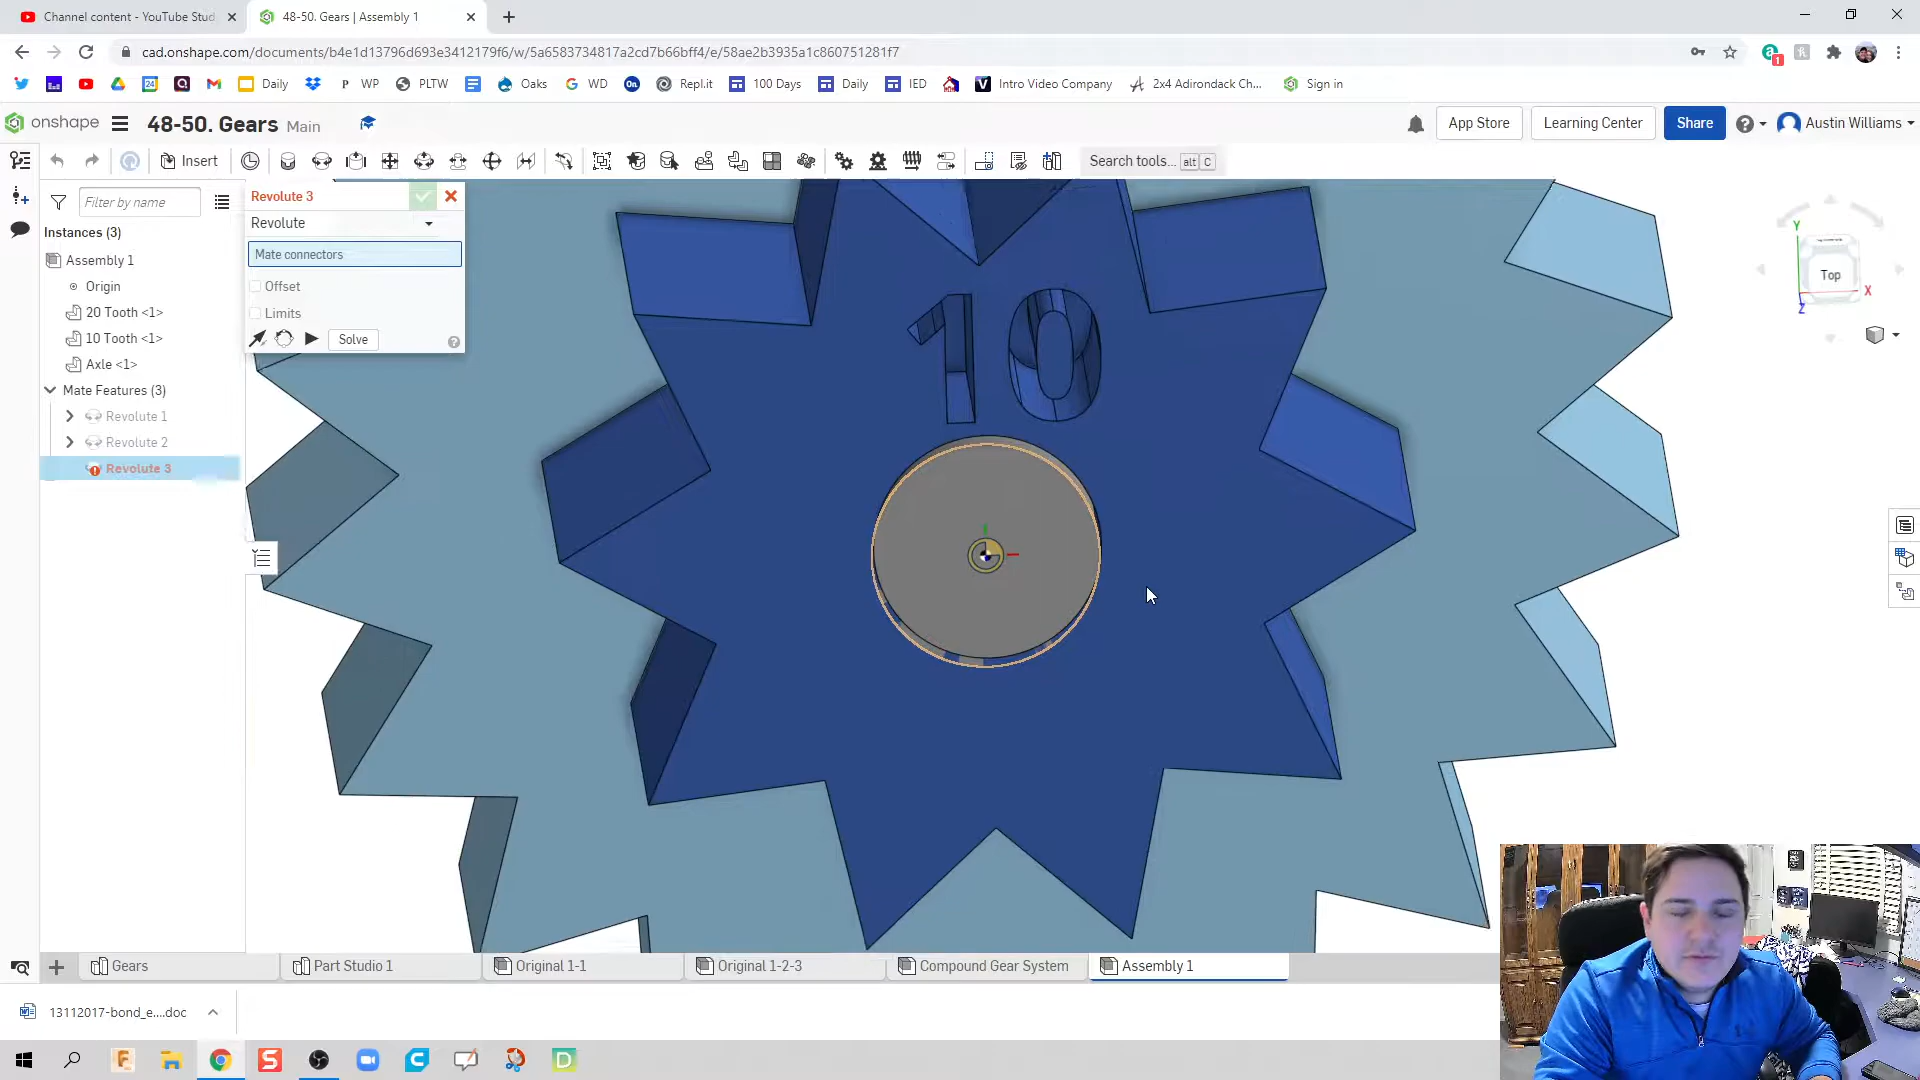 Channel content - YouTube Stud
48-50. Gears | Assembly 1
cad.onshape.com/documents/b4e1d13796d693e3412179f6/w/5a6583734817a2cd7b66bff4/e/58ae2b3935a1c860751281f7
1
24
Daily
P WP
PLTW
Oaks
G WD
On
Repl.it
100 Days
Daily
IED
V Intro Video Company
2x4 Adirondack Ch...
Sign in
onshape
48-50. Gears Main
App Store
Learning Center
Share
Austin Williams
Insert
Search tools... alt C
Filter by name
Instances (3)
Assembly 1
Origin
20 Tooth <1>
10 Tooth <1>
Axle <1>
Mate Features (3)
Revolute 1
Revolute 2
Revolute 3
Revolute 3
Revolute
Mate connectors
Offset
Limits
Solve
10
Y
Top
X
Z
Gears
Part Studio 1
Original 1-1
Original 1-2-3
Compound Gear System
Assembly 1
13112017-bond_e....doc